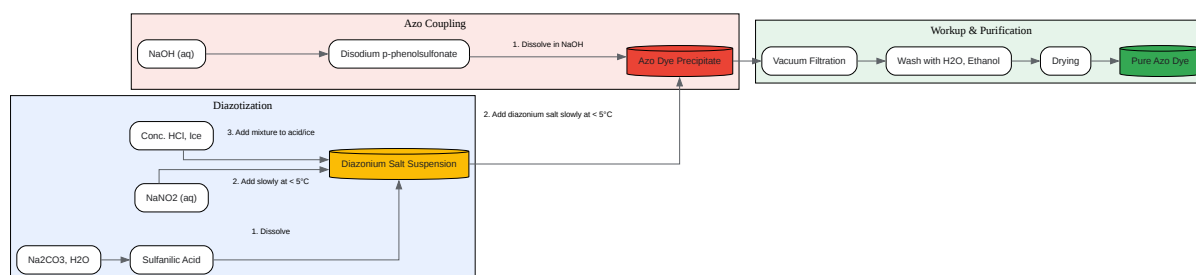 Azo Coupling
NaOH (aq)
Disodium p-phenolsulfonate
1. Dissolve in NaOH
Azo Dye Precipitate
Workup & Purification
Vacuum Filtration
Wash with H2O, Ethanol
Drying
Pure Azo Dye
2. Add diazonium salt slowly at < 5°C
Diazotization
Conc. HCl, Ice
3. Add mixture to acid/ice
Diazonium Salt Suspension
NaNO2 (aq)
2. Add slowly at < 5°C
1. Dissolve
Na2CO3, H2O
Sulfanilic Acid